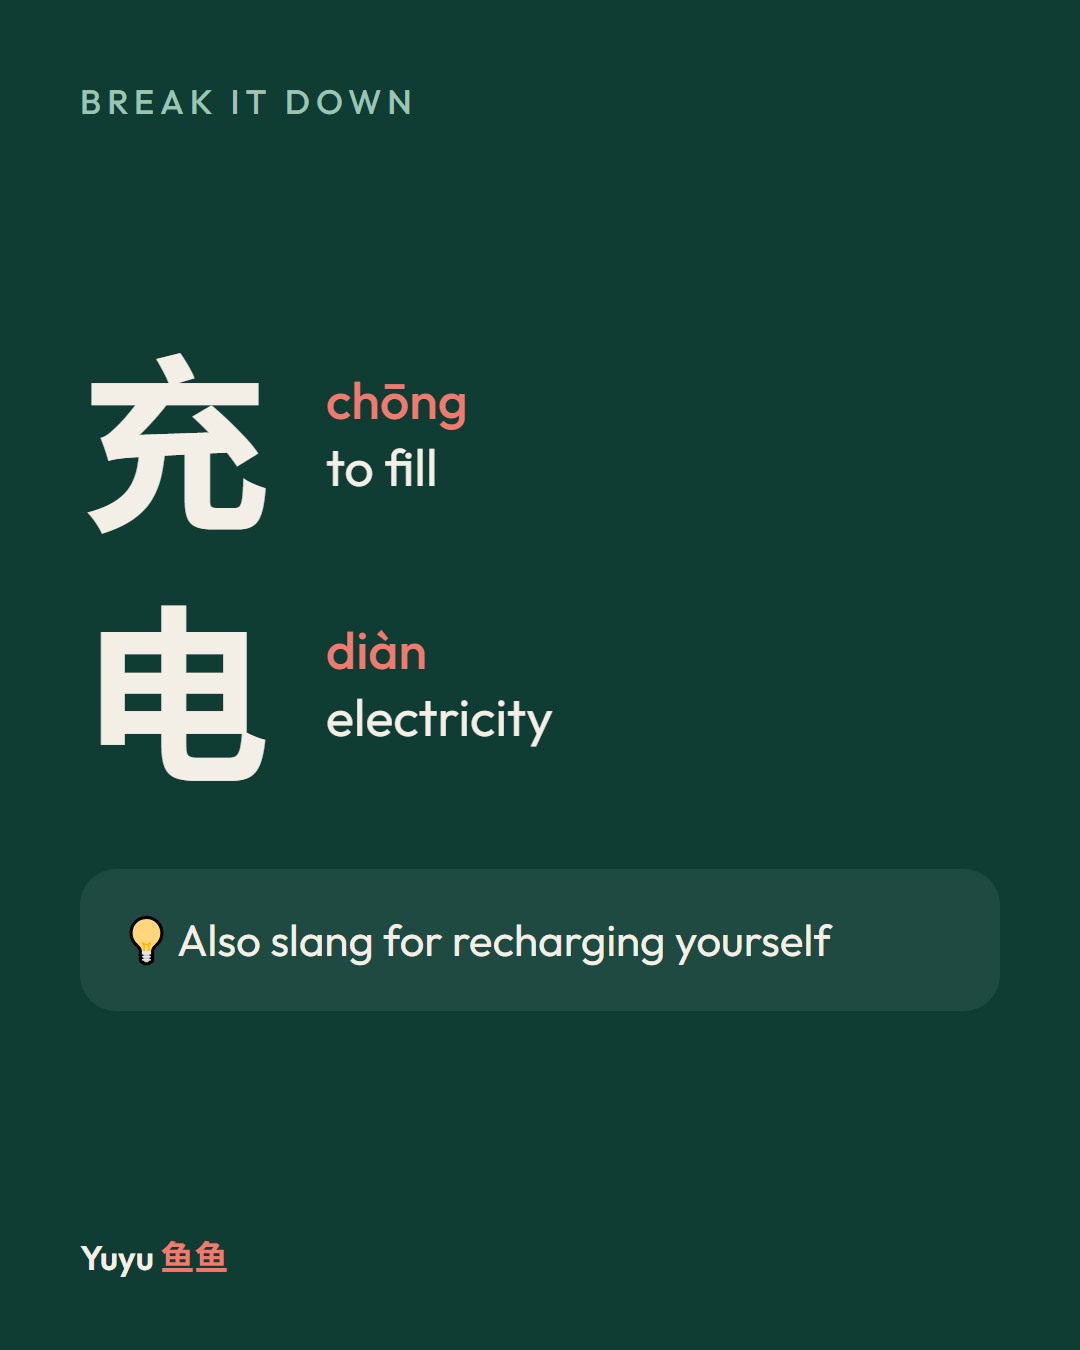 BREAK IT DOWN
充
chōng
to fill
电
diàn
electricity
💡 Also slang for recharging yourself
Yuyu 鱼鱼